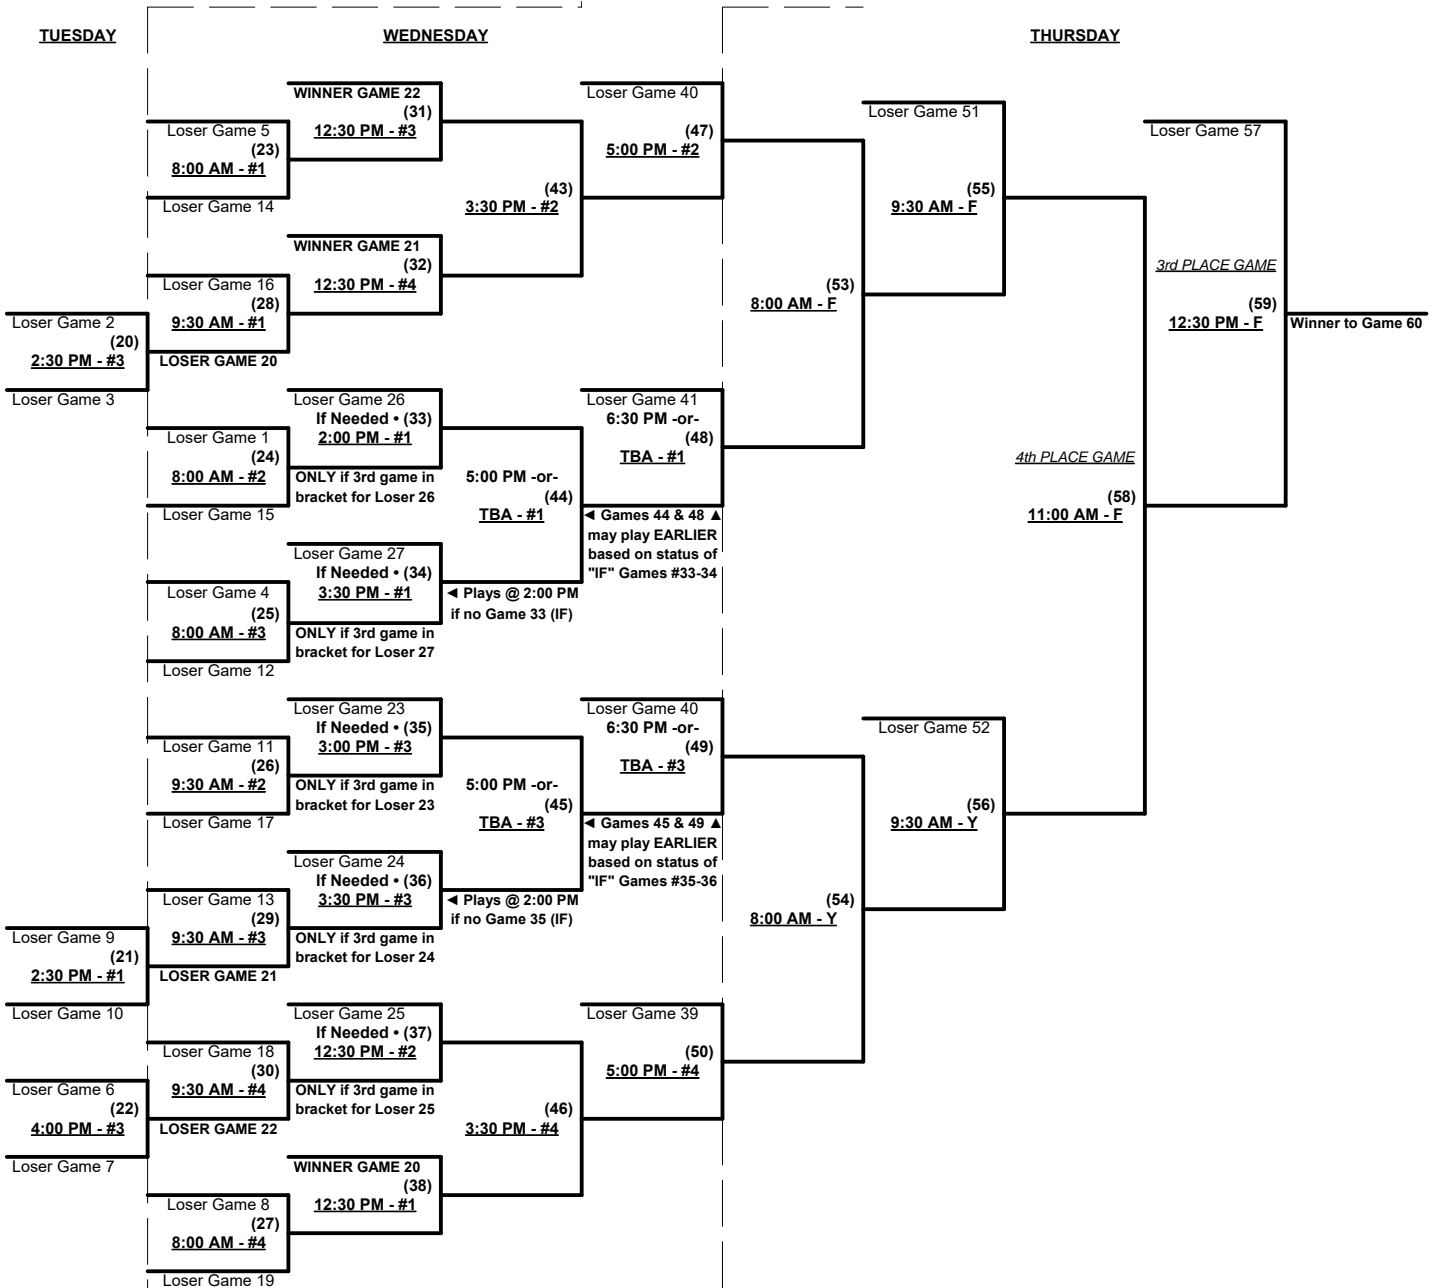 TUESDAY
WEDNESDAY
THURSDAY
WINNER GAME 22
(31)
12:30 PM - #3
Loser Game 5
(23)
8:00 AM - #1
Loser Game 14
WINNER GAME 21
(32)
12:30 PM - #4
Loser Game 16
(28)
9:30 AM - #1
LOSER GAME 20
Loser Game 2
(20)
2:30 PM - #3
Loser Game 3
(43)
3:30 PM - #2
Loser Game 40
(47)
5:00 PM - #2
Loser Game 26
If Needed • (33)
2:00 PM - #1
ONLY if 3rd game in
bracket for Loser 26
Loser Game 1
(24)
8:00 AM - #2
Loser Game 15
Loser Game 27
If Needed • (34)
3:30 PM - #1
ONLY if 3rd game in
bracket for Loser 27
◄ Plays @ 2:00 PM
if no Game 33 (IF)
Loser Game 4
(25)
8:00 AM - #3
Loser Game 12
5:00 PM -or-
(44)
TBA - #1
Loser Game 41
6:30 PM -or-
(48)
TBA - #1
◄ Games 44 & 48 ▲
may play EARLIER
based on status of
"IF" Games #33-34
Loser Game 23
If Needed • (35)
3:00 PM - #3
ONLY if 3rd game in
bracket for Loser 23
Loser Game 11
(26)
9:30 AM - #2
Loser Game 17
Loser Game 24
If Needed • (36)
3:30 PM - #3
ONLY if 3rd game in
bracket for Loser 24
◄ Plays @ 2:00 PM
if no Game 35 (IF)
Loser Game 13
(29)
9:30 AM - #3
LOSER GAME 21
Loser Game 9
(21)
2:30 PM - #1
Loser Game 10
5:00 PM -or-
(45)
TBA - #3
Loser Game 40
6:30 PM -or-
(49)
TBA - #3
◄ Games 45 & 49 ▲
may play EARLIER
based on status of
"IF" Games #35-36
Loser Game 25
If Needed • (37)
12:30 PM - #2
ONLY if 3rd game in
bracket for Loser 25
Loser Game 18
(30)
9:30 AM - #4
LOSER GAME 22
Loser Game 6
(22)
4:00 PM - #3
Loser Game 7
WINNER GAME 20
(38)
12:30 PM - #1
Loser Game 8
(27)
8:00 AM - #4
Loser Game 19
(46)
3:30 PM - #4
Loser Game 39
(50)
5:00 PM - #4
(53)
8:00 AM - F
Loser Game 51
(55)
9:30 AM - F
(54)
8:00 AM - Y
Loser Game 52
(56)
9:30 AM - Y
4th PLACE GAME
(58)
11:00 AM - F
Loser Game 57
3rd PLACE GAME
(59)
12:30 PM - F
Winner to Game 60